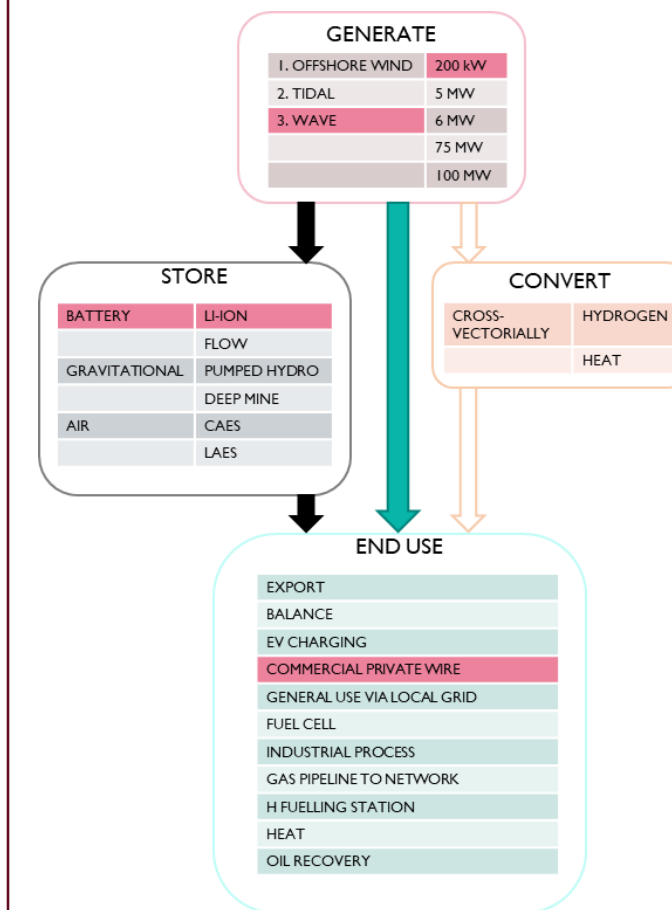 GENERATE
1. OFFSHORE WIND 200 kW
2. TIDAL 5 MW
3. WAVE 6 MW
75 MW
100 MW
STORE
BATTERY LI-ION
FLOW
GRAVITATIONAL PUMPED HYDRO
DEEP MINE
AIR CAES
LAES
CONVERT
CROSS- HYDROGEN
VECTORIALLY
HEAT
END USE
EXPORT
BALANCE
EV CHARGING
COMMERCIAL PRIVATE WIRE
GENERAL USE VIA LOCAL GRID
FUEL CELL
INDUSTRIAL PROCESS
GAS PIPELINE TO NETWORK
H FUELLING STATION
HEAT
OIL RECOVERY